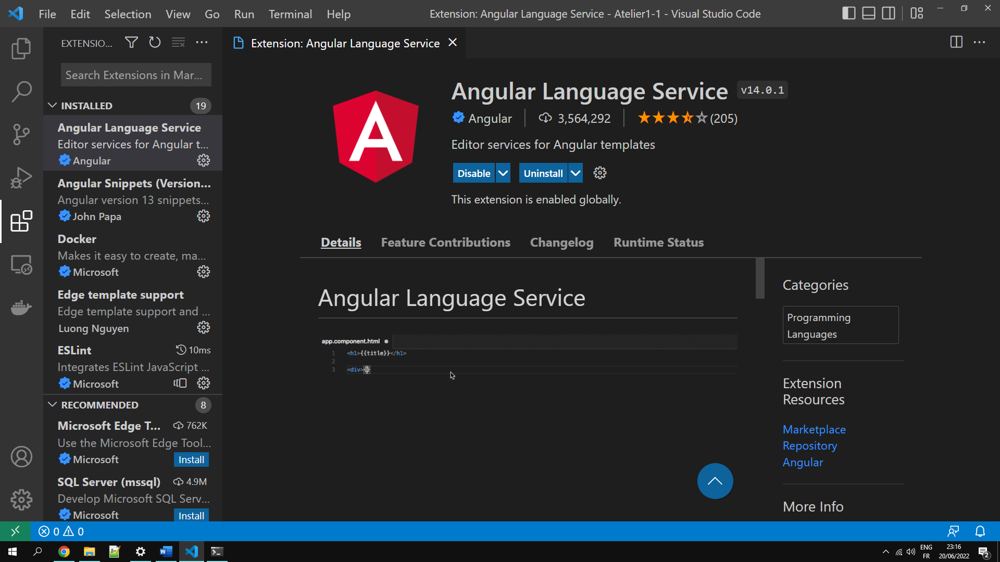 File Edit Selection View Go Run Terminal Help
Extension: Angular Language Service - Atelier1-1 - Visual Studio Code
EXTENSIO...
Search Extensions in Mar...
INSTALLED 19
Angular Language Service
Editor services for Angular t...
Angular
Angular Snippets (Version...
Angular version 13 snippets...
John Papa
Docker
Makes it easy to create, ma...
Microsoft
Edge template support
Edge template support and ...
Luong Nguyen
ESLint 10ms
Integrates ESLint JavaScript ...
Microsoft
RECOMMENDED 8
Microsoft Edge T... 762K
Use the Microsoft Edge Tool...
Microsoft Install
SQL Server (mssql) 4.9M
Develop Microsoft SQL Serv...
Microsoft Install
Extension: Angular Language Service
A
Angular Language Service v14.0.1
Angular 3,564,292 (205)
Editor services for Angular templates
Disable Uninstall
This extension is enabled globally.
Details Feature Contributions Changelog Runtime Status
Angular Language Service
app.component.html
1 <h1>{{title}}</h1>
2
3 <div>{}
Categories
Programming
Languages
Extension
Resources
Marketplace
Repository
Angular
More Info
0 0
ENG
FR
23:16
20/06/2022
2